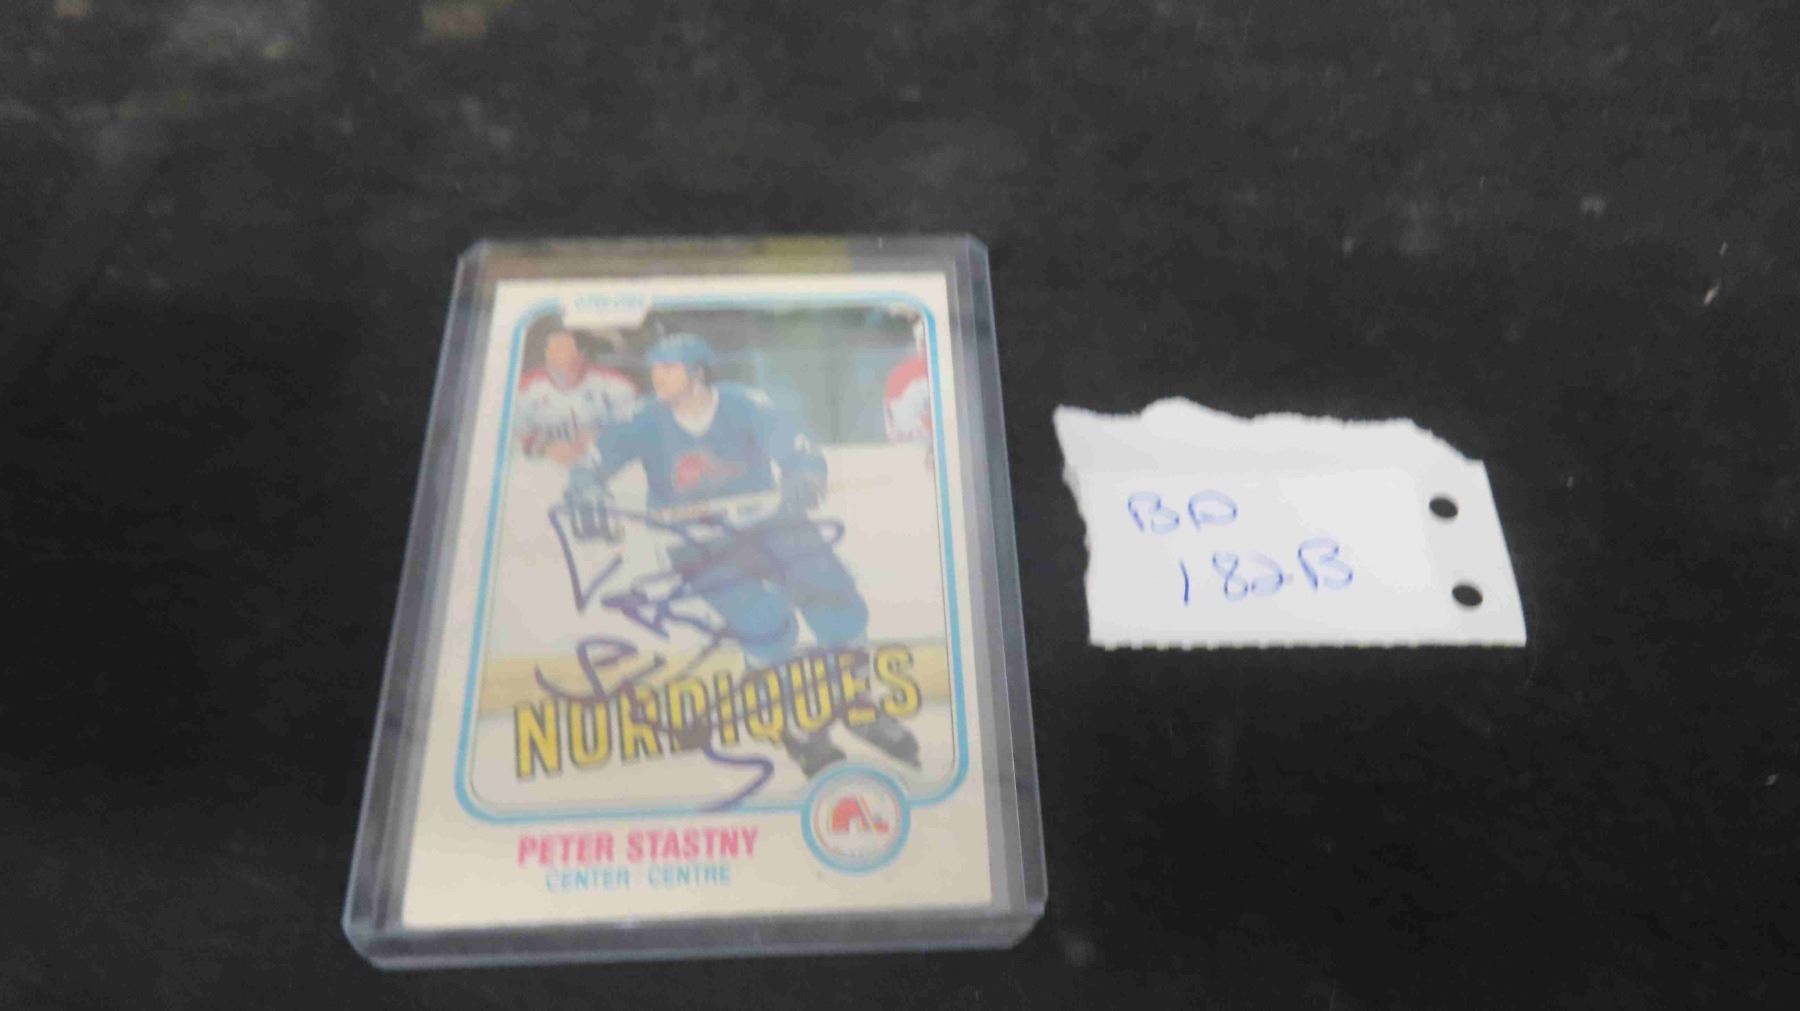 NORDIQUES
PETER STASTNY
CENTER · CENTRE
BP
182B